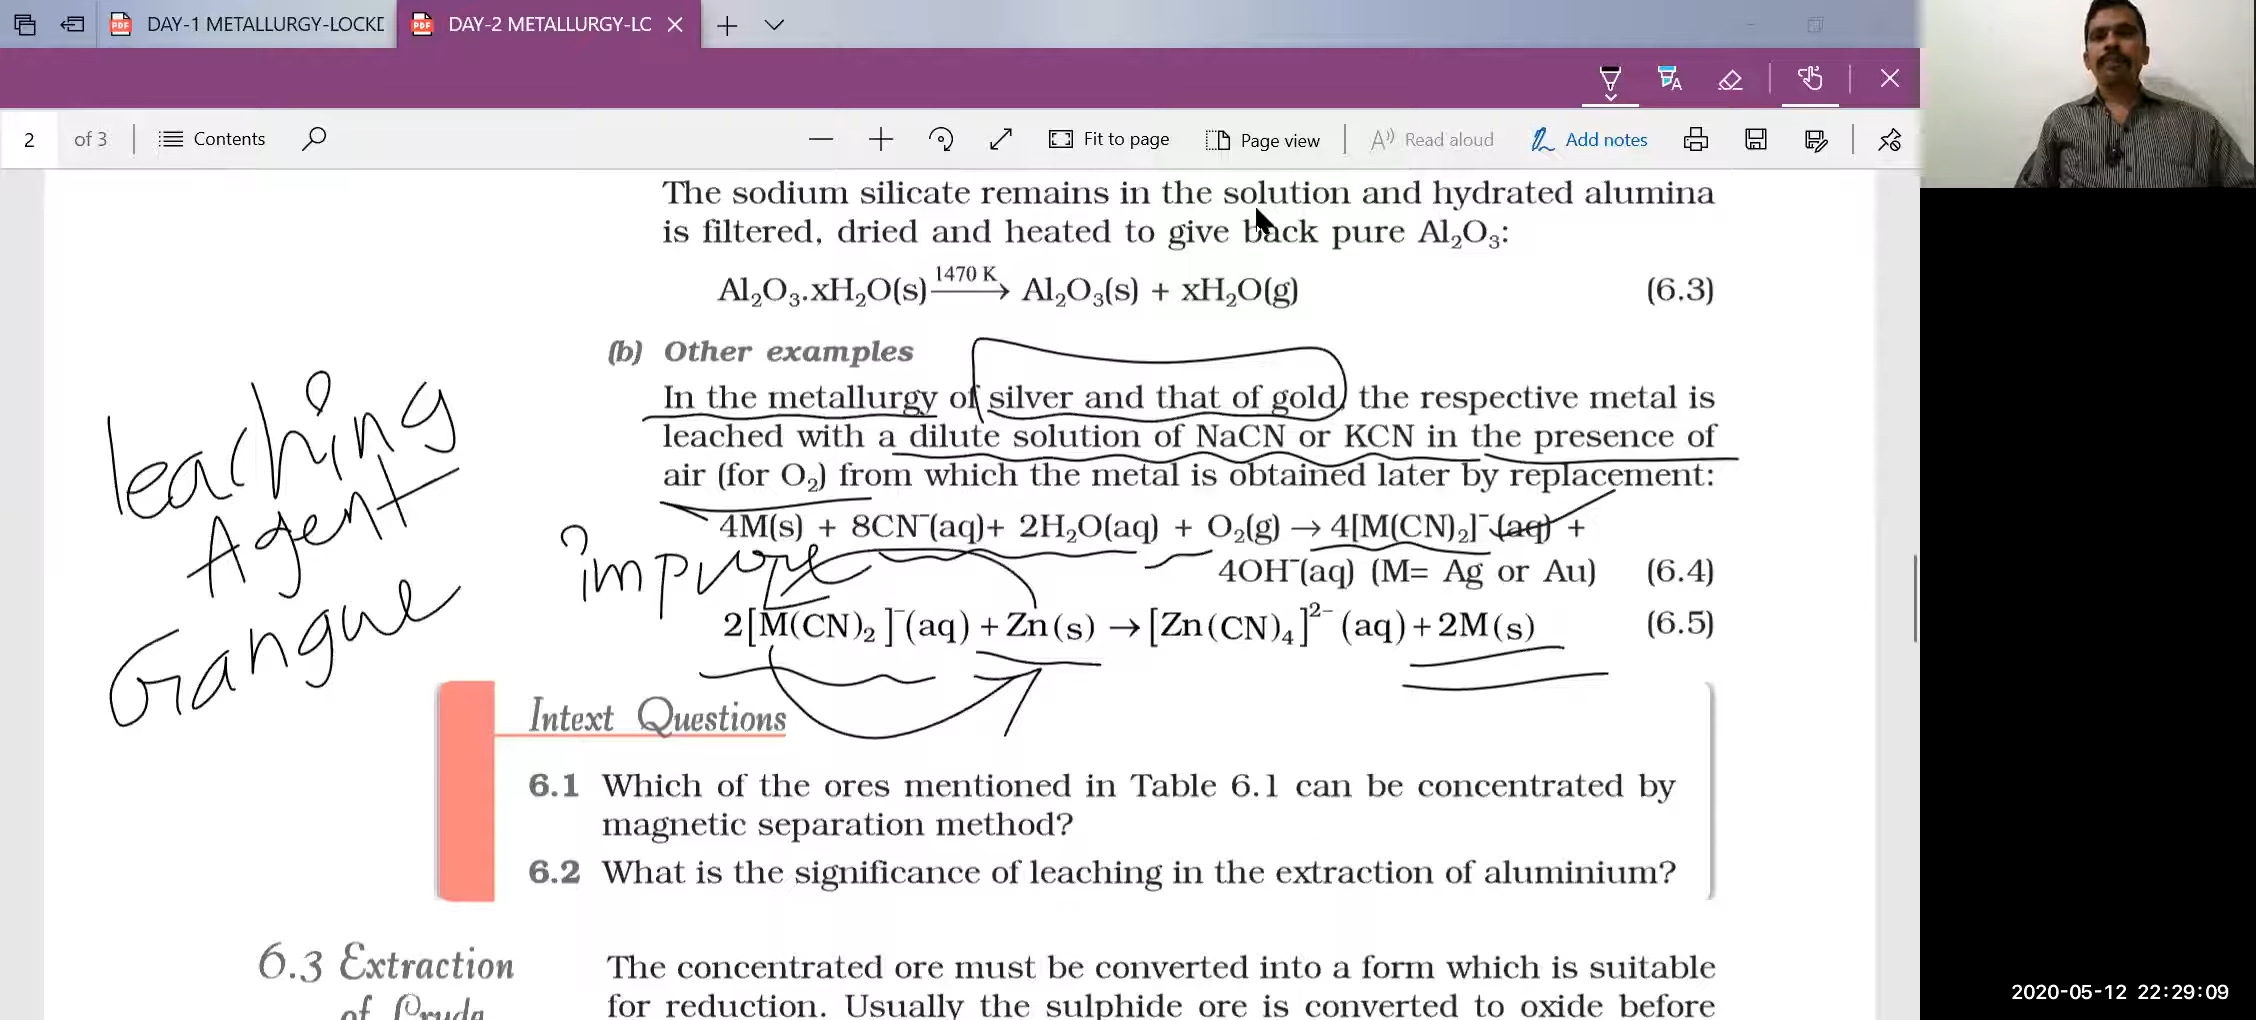 DAY-1 METALLURGY-LOCKD
DAY-2 METALLURGY-LC
2 of 3 Contents Fit to page Page view Read aloud Add notes
The sodium silicate remains in the solution and hydrated alumina
is filtered, dried and heated to give back pure Al₂O₃:
Al₂O₃.xH₂O(s) 1470 K → Al₂O₃(s) + xH₂O(g) (6.3)
(b) Other examples
In the metallurgy of silver and that of gold, the respective metal is
leached with a dilute solution of NaCN or KCN in the presence of
air (for O₂) from which the metal is obtained later by replacement:
4M(s) + 8CN⁻(aq)+ 2H₂O(aq) + O₂(g) → 4[M(CN)₂]⁻ (aq) +
4OH⁻(aq) (M= Ag or Au) (6.4)
2[M(CN)₂]⁻(aq) + Zn(s) → [Zn(CN)₄]²⁻ (aq) + 2M(s) (6.5)
leaching
Agent
Gangue
impure
Intext Questions
6.1 Which of the ores mentioned in Table 6.1 can be concentrated by
magnetic separation method?
6.2 What is the significance of leaching in the extraction of aluminium?
6.3 Extraction
of Crude
The concentrated ore must be converted into a form which is suitable
for reduction. Usually the sulphide ore is converted to oxide before
2020-05-12 22:29:09